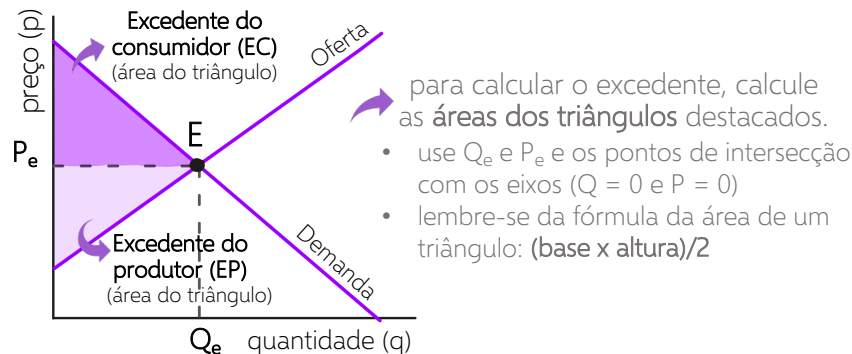 preço (p)
Excedente do
consumidor (EC)
(área do triângulo)
Oferta
E
Pe
Excedente do
produtor (EP)
(área do triângulo)
Demanda
Qe
quantidade (q)
para calcular o excedente, calcule
as áreas dos triângulos destacados.
• use Qe e Pe e os pontos de intersecção
com os eixos (Q = 0 e P = 0)
• lembre-se da fórmula da área de um
triângulo: (base x altura)/2